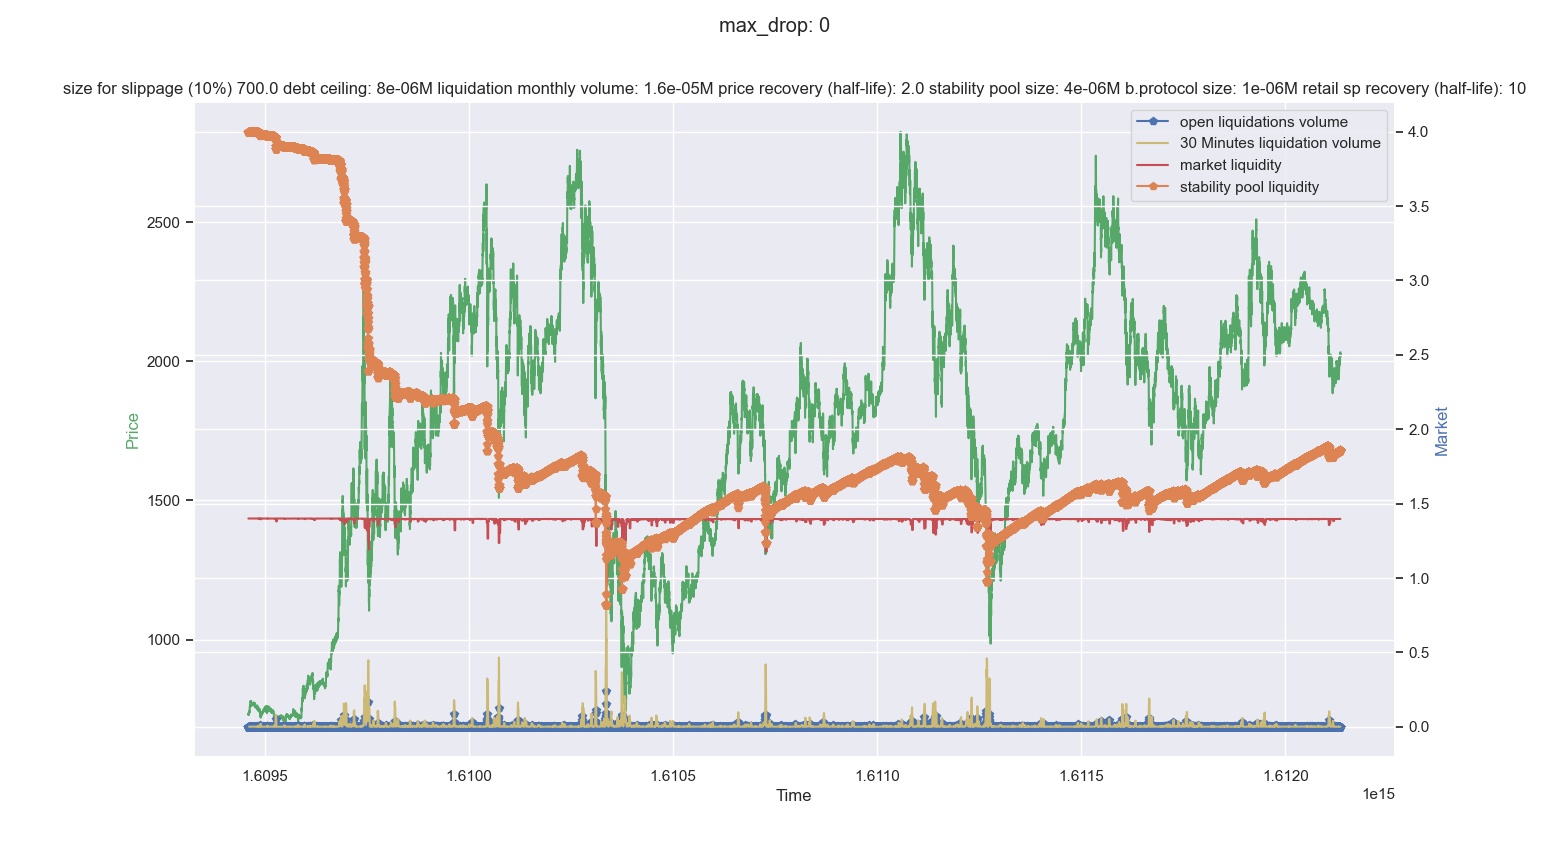 max_drop: 0
size for slippage (10%) 700.0 debt ceiling: 8e-06M liquidation monthly volume: 1.6e-05M price recovery (half-life): 2.0 stability pool size: 4e-06M b.protocol size: 1e-06M retail sp recovery (half-life): 10
open liquidations volume
30 Minutes liquidation volume
market liquidity
stability pool liquidity
2500
2000
1500
1000
Price
4.0
3.5
3.0
2.5
2.0
1.5
1.0
0.5
0.0
Market
1.6095
1.6100
1.6105
1.6110
1.6115
1.6120
1e15
Time